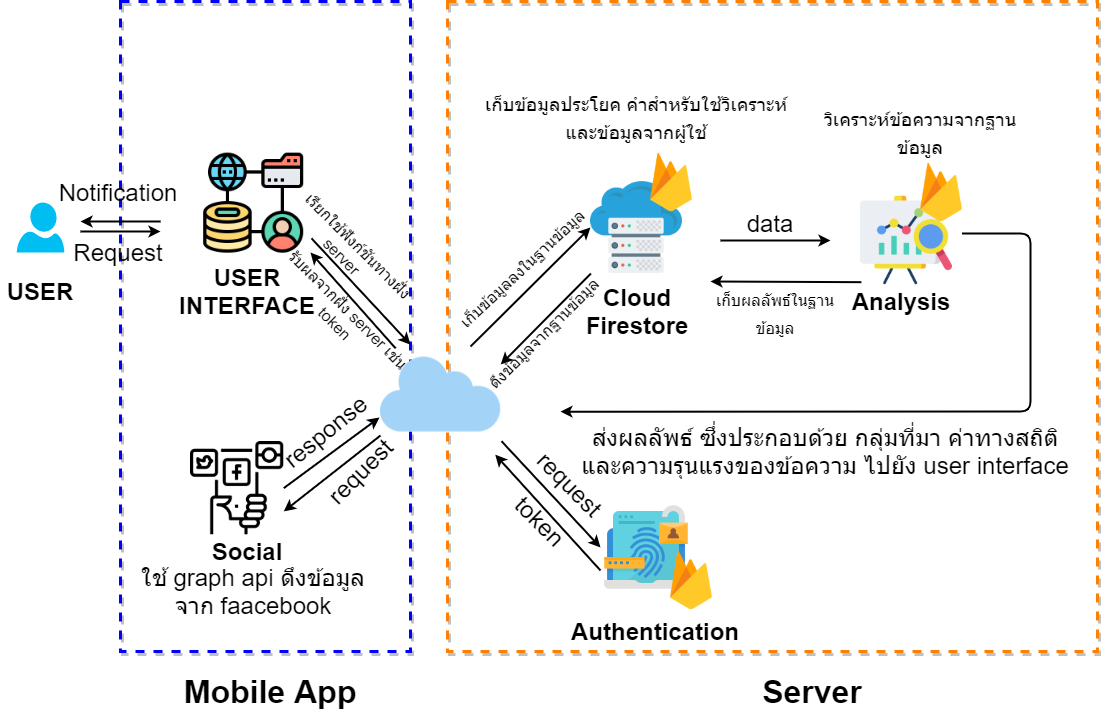 เก็บข้อมูลประโยค คำสำหรับใช้วิเคราะห์
และข้อมูลจากผู้ใช้
วิเคราะห์ข้อความจากฐาน
ข้อมูล
Notification
Request
USER
USER
INTERFACE
เรียกใช้ฟังก์ชันทางฝั่ง
server
รับผลจากฝั่ง server เช่น
token
เก็บข้อมูลลงในฐานข้อมูล
ดึงข้อมูลจากฐานข้อมูล
Cloud
Firestore
data
เก็บผลลัพธ์ในฐาน
ข้อมูล
Analysis
ส่งผลลัพธ์ ซึ่งประกอบด้วย กลุ่มที่มา ค่าทางสถิติ
และความรุนแรงของข้อความ ไปยัง user interface
response
request
request
token
Social
ใช้ graph api ดึงข้อมูล
จาก faacebook
Authentication
Mobile App
Server